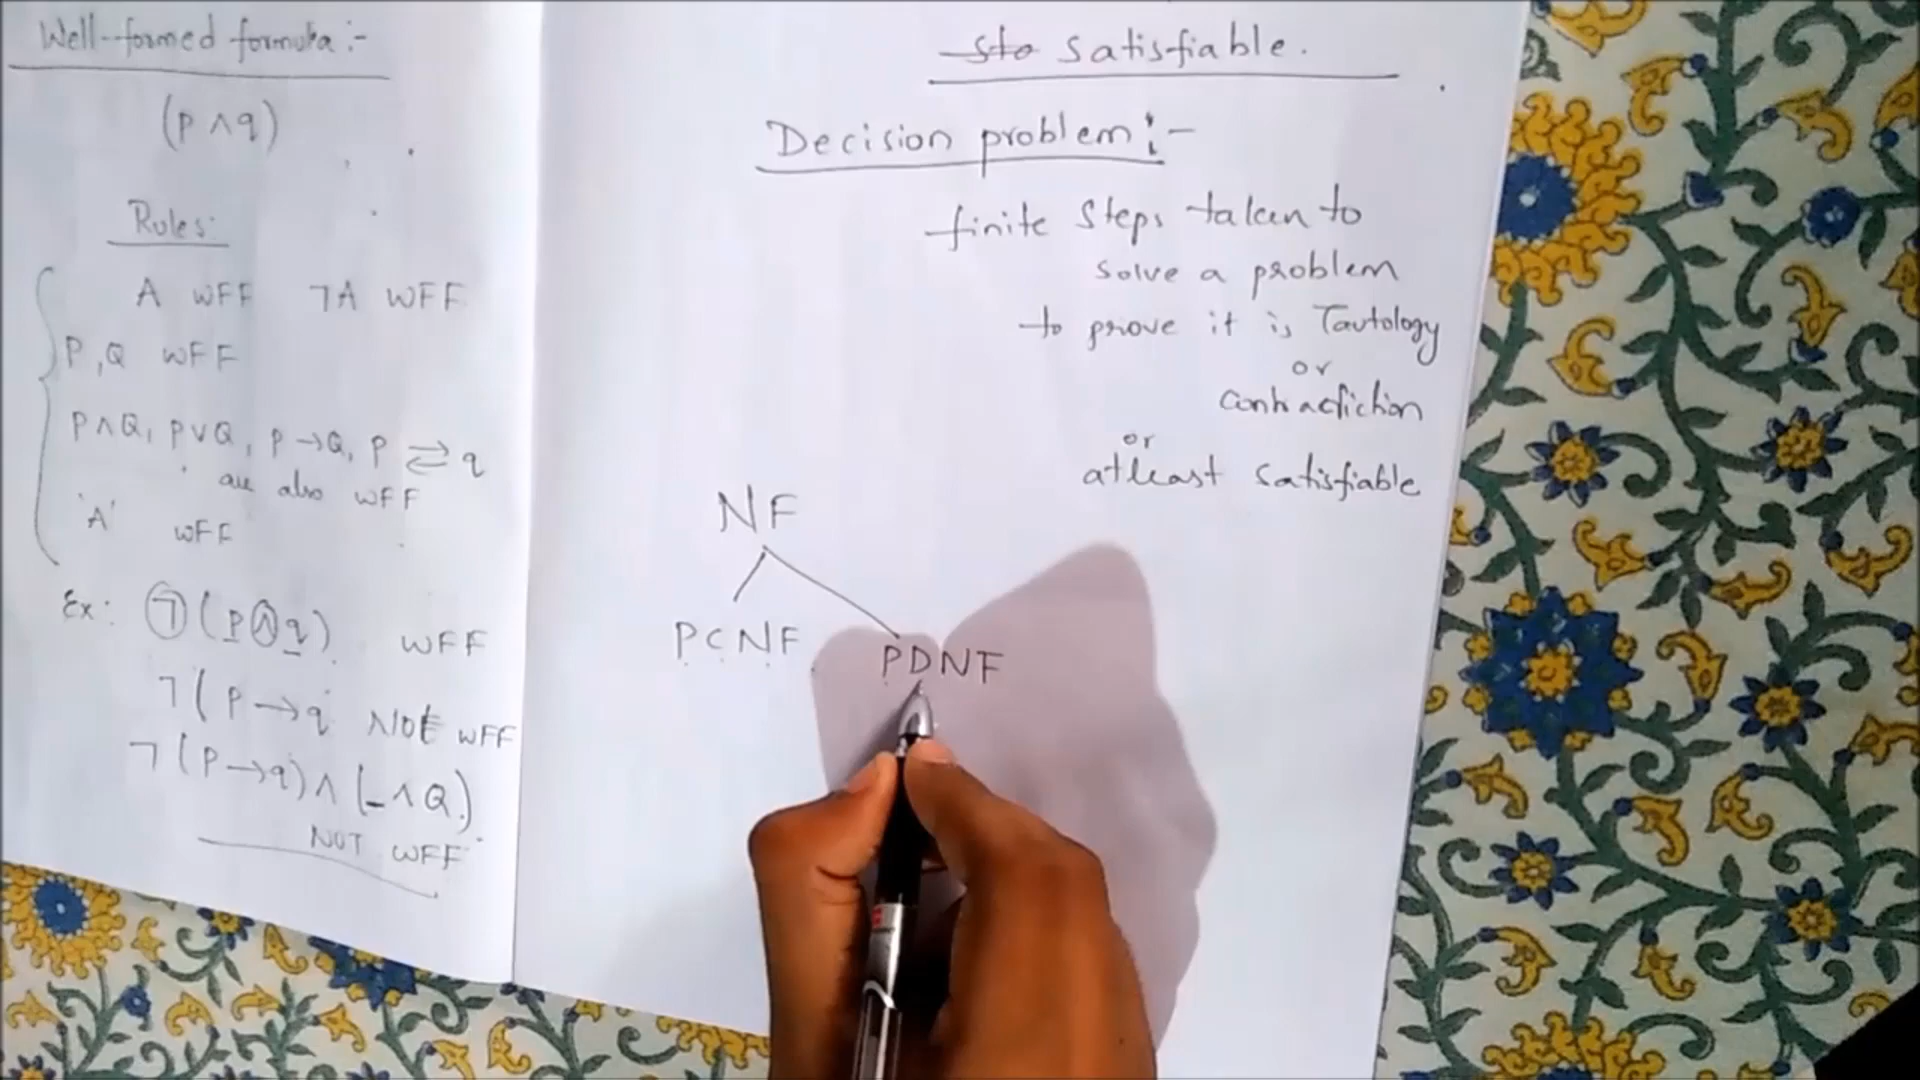 Well-formed formula :-
(p ∧ q)
Rules:
A WFF ¬A WFF
P, Q WFF
P∧Q, P∨Q, P→Q, P ⇄ q
are also WFF
'A' WFF
Ex: ¬(p∧q) WFF
¬(P→q NOt WFF
¬(P→q)∧(_∧Q).
NOT WFF
sta satisfiable.
Decision problem:-
finite steps taken to
solve a problem
to prove it is Tautology
or
contradiction
or
atleast satisfiable
NF
PCNF
PDNF